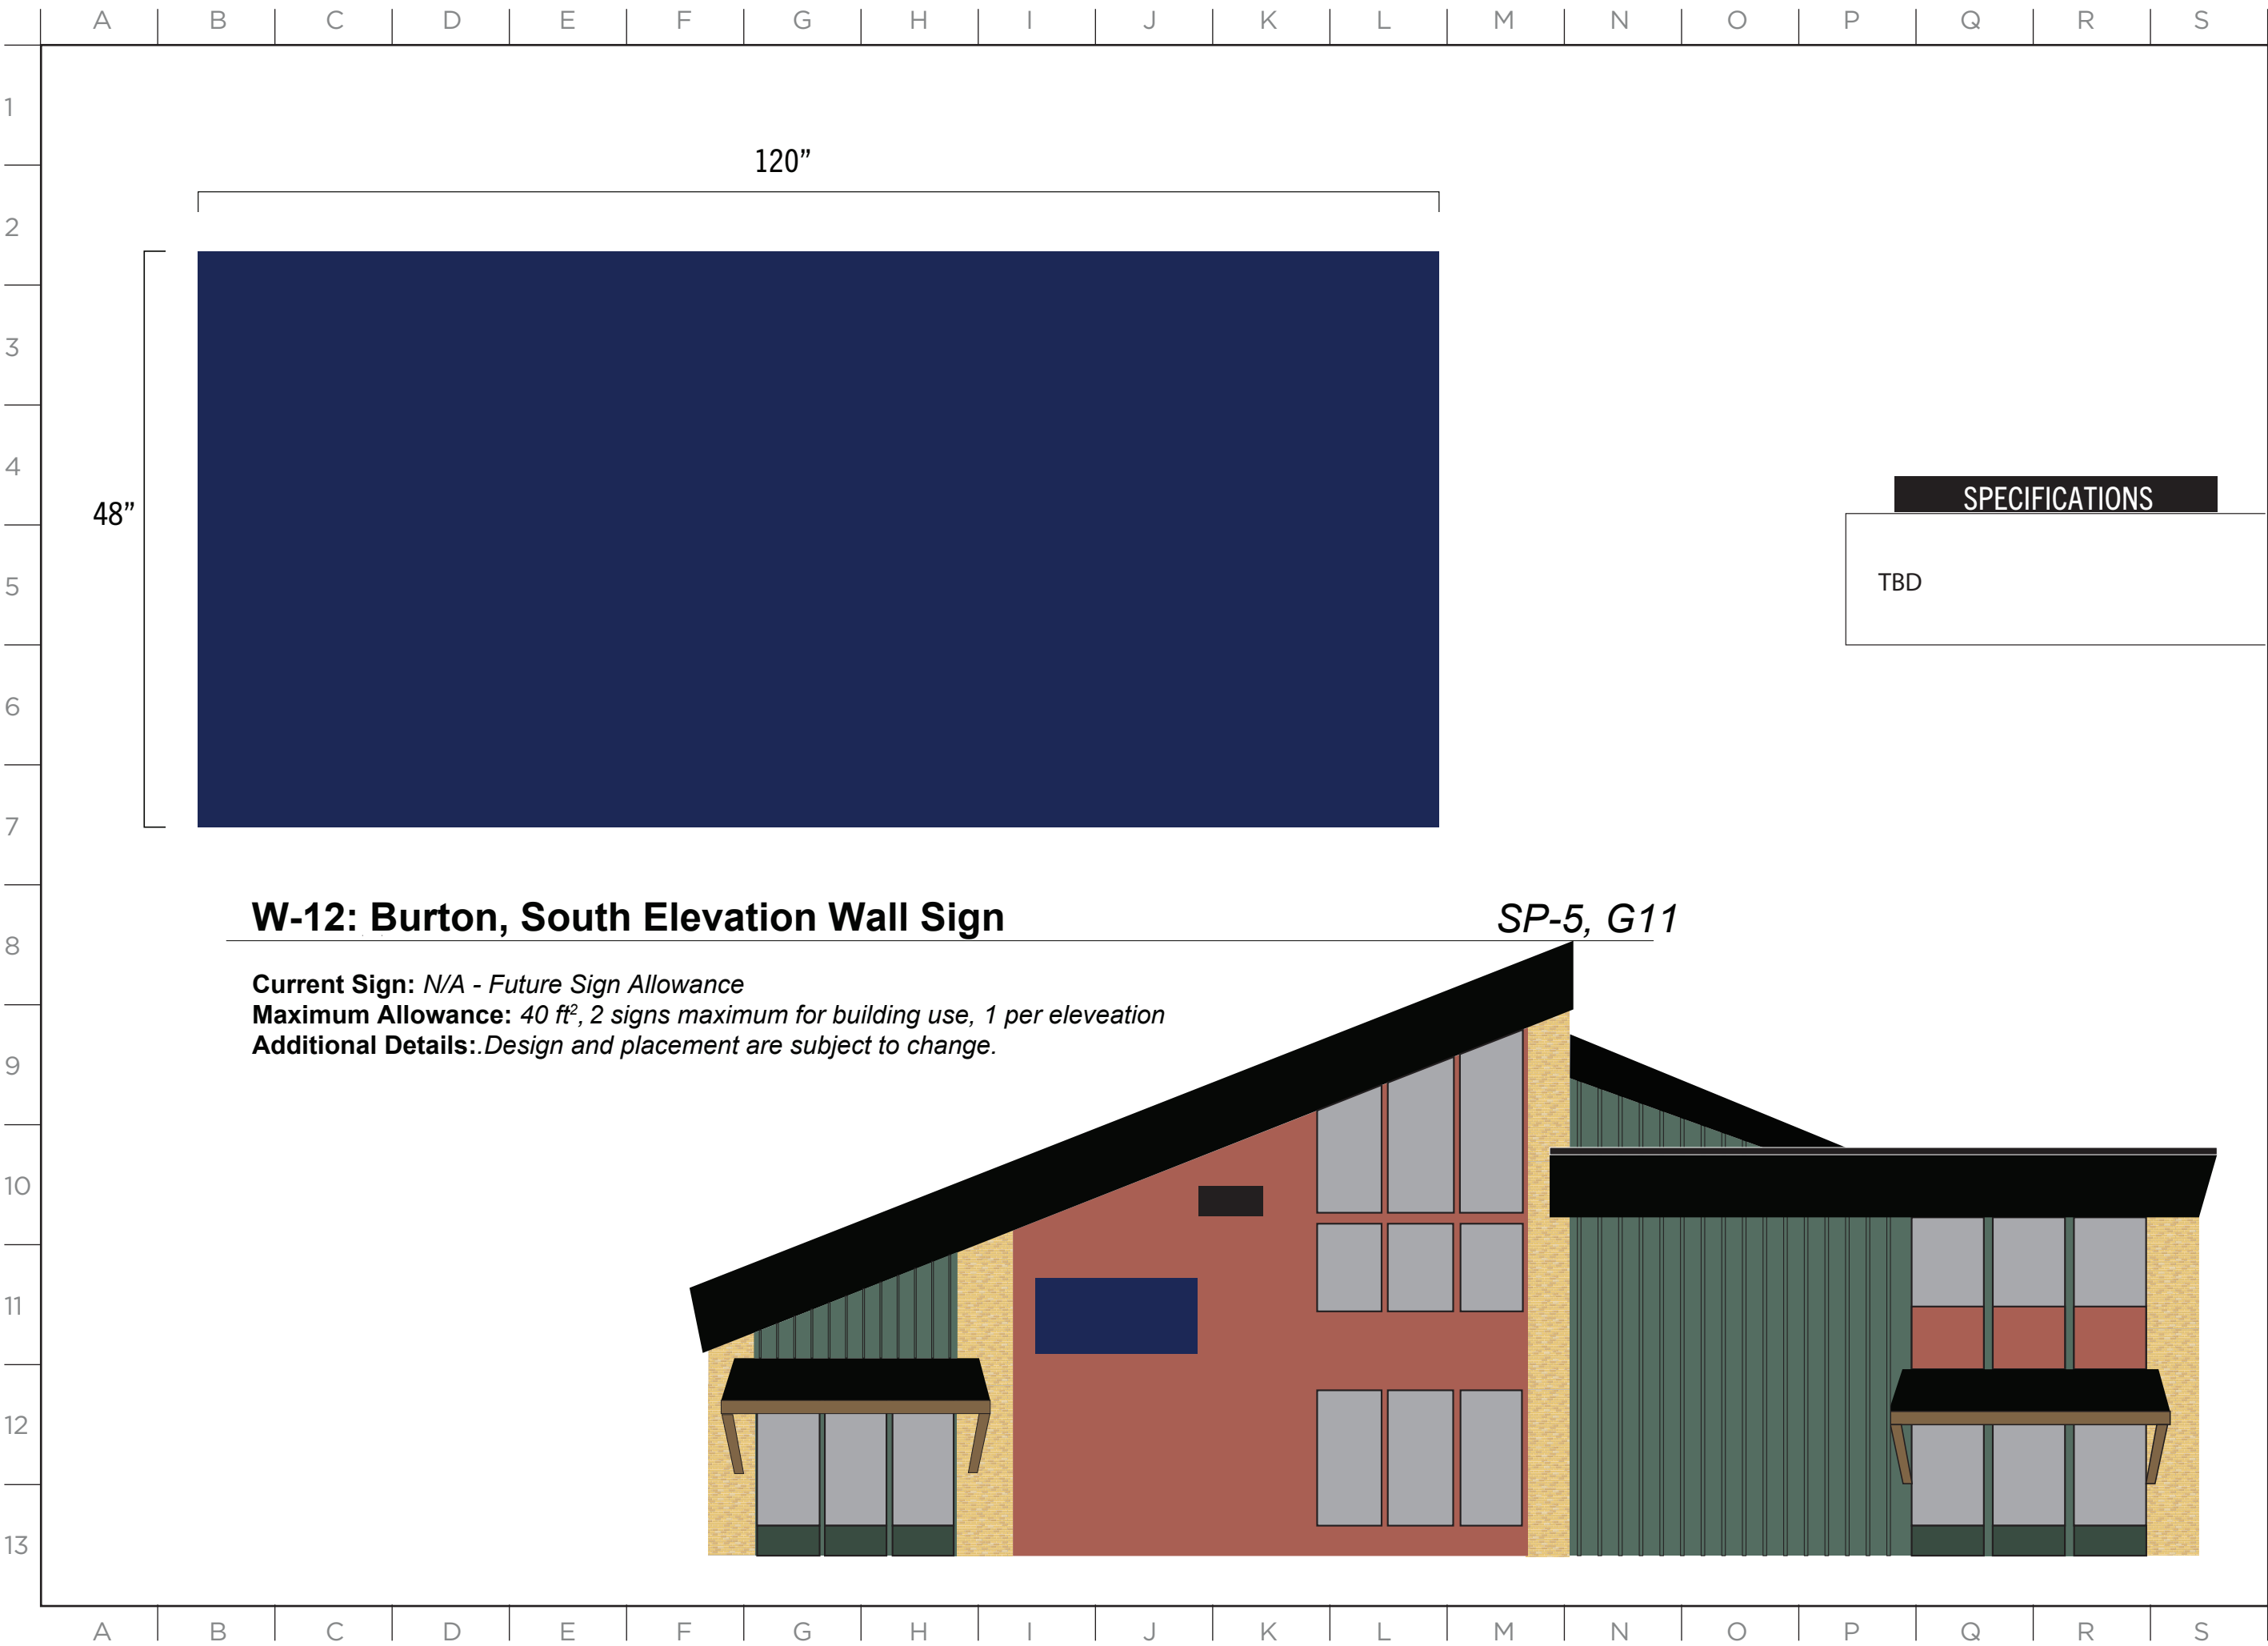 A B C D E F G H I J K L M N O P Q R S
1
120”
2
3
4
SPECIFICATIONS
48”
5
TBD
6
7
W-12: Burton, South Elevation Wall Sign
SP-5, G11
8
Current Sign: N/A - Future Sign Allowance
Maximum Allowance: 40 ft², 2 signs maximum for building use, 1 per eleveation
Additional Details:.Design and placement are subject to change.
9
10
11
12
13
A B C D E F G H I J K L M N O P Q R S